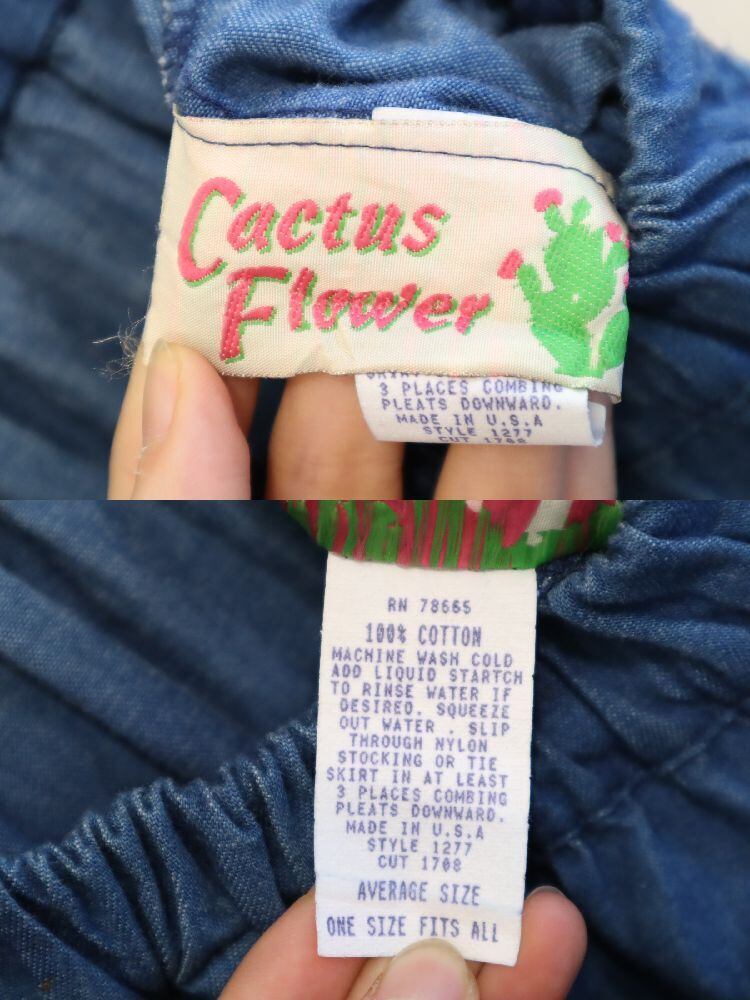 Cactus
Flower
3 PLACES COMBING
PLEATS DOWNWARD.
MADE IN U.S.A
STYLE 1277
CUT 1708
RN 78665
100% COTTON
MACHINE WASH COLD
ADD LIQUID STARTCH
TO RINSE WATER IF
DESIRED. SQUEEZE
OUT WATER . SLIP
THROUGH NYLON
STOCKING OR TIE
SKIRT IN AT LEAST
3 PLACES COMBING
PLEATS DOWNWARD.
MADE IN U.S.A
STYLE 1277
CUT 1708
AVERAGE SIZE
ONE SIZE FITS ALL